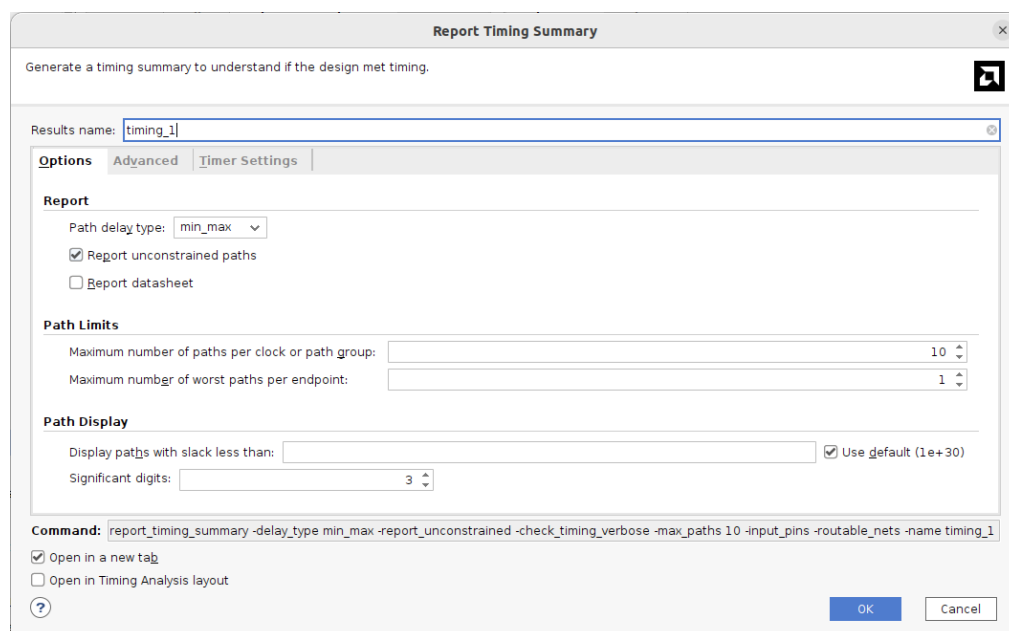 Report Timing Summary
Generate a timing summary to understand if the design met timing.
Results name: timing_1
Options Advanced Timer Settings
Report
Path delay type: min_max
Report unconstrained paths
Report datasheet
Path Limits
Maximum number of paths per clock or path group: 10
Maximum number of worst paths per endpoint: 1
Path Display
Display paths with slack less than: Use default (1e+30)
Significant digits: 3
Command: report_timing_summary -delay_type min_max -report_unconstrained -check_timing_verbose -max_paths 10 -input_pins -routable_nets -name timing_1
Open in a new tab
Open in Timing Analysis layout
? OK Cancel